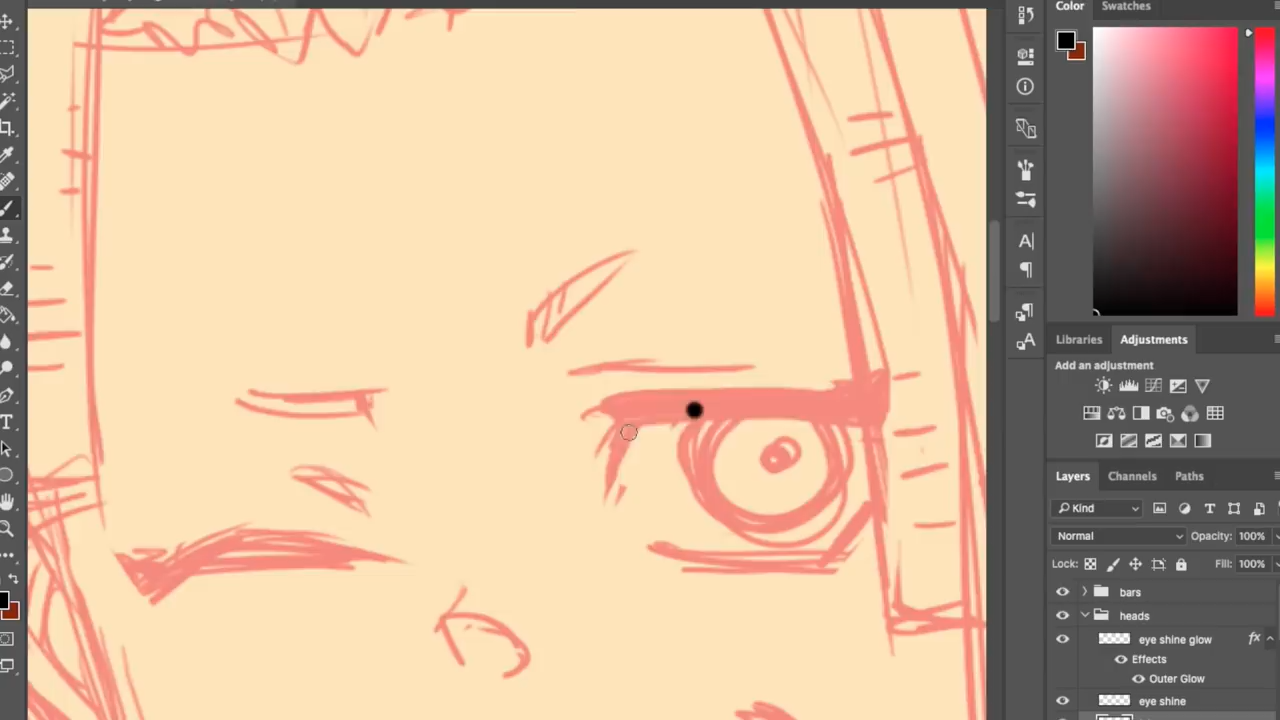 Color Swatches
Libraries Adjustments
Add an adjustment
Layers Channels Paths
Kind
Normal Opacity: 100%
Lock: Fill: 100%
bars
heads
eye shine glow fx
Effects
Outer Glow
eye shine